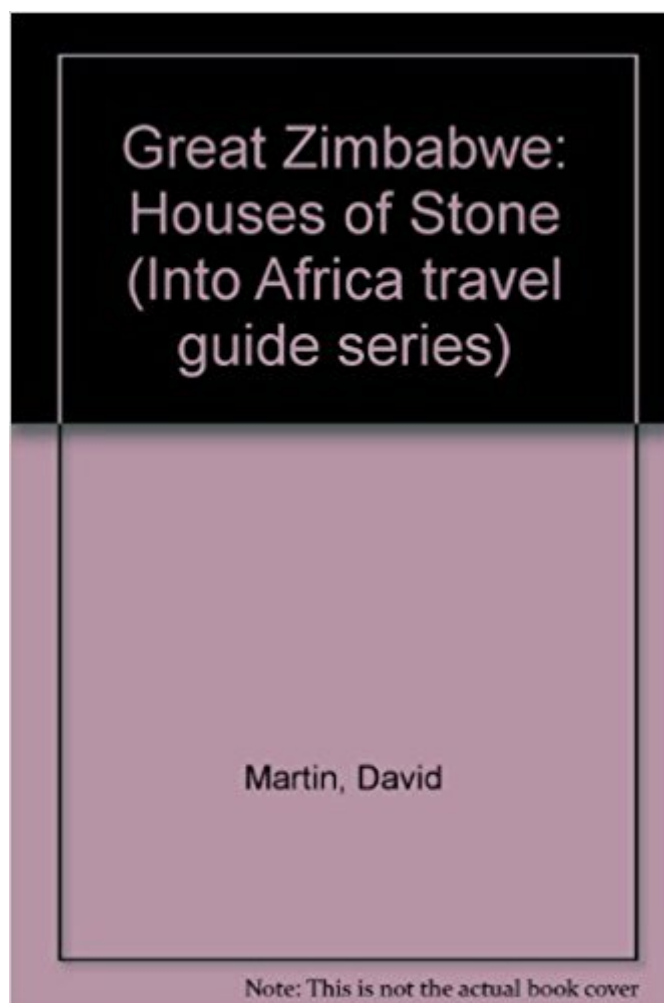 Great Zimbabwe:
Houses of Stone
(Into Africa travel
guide series)
Martin, David
Note: This is not the actual book cover